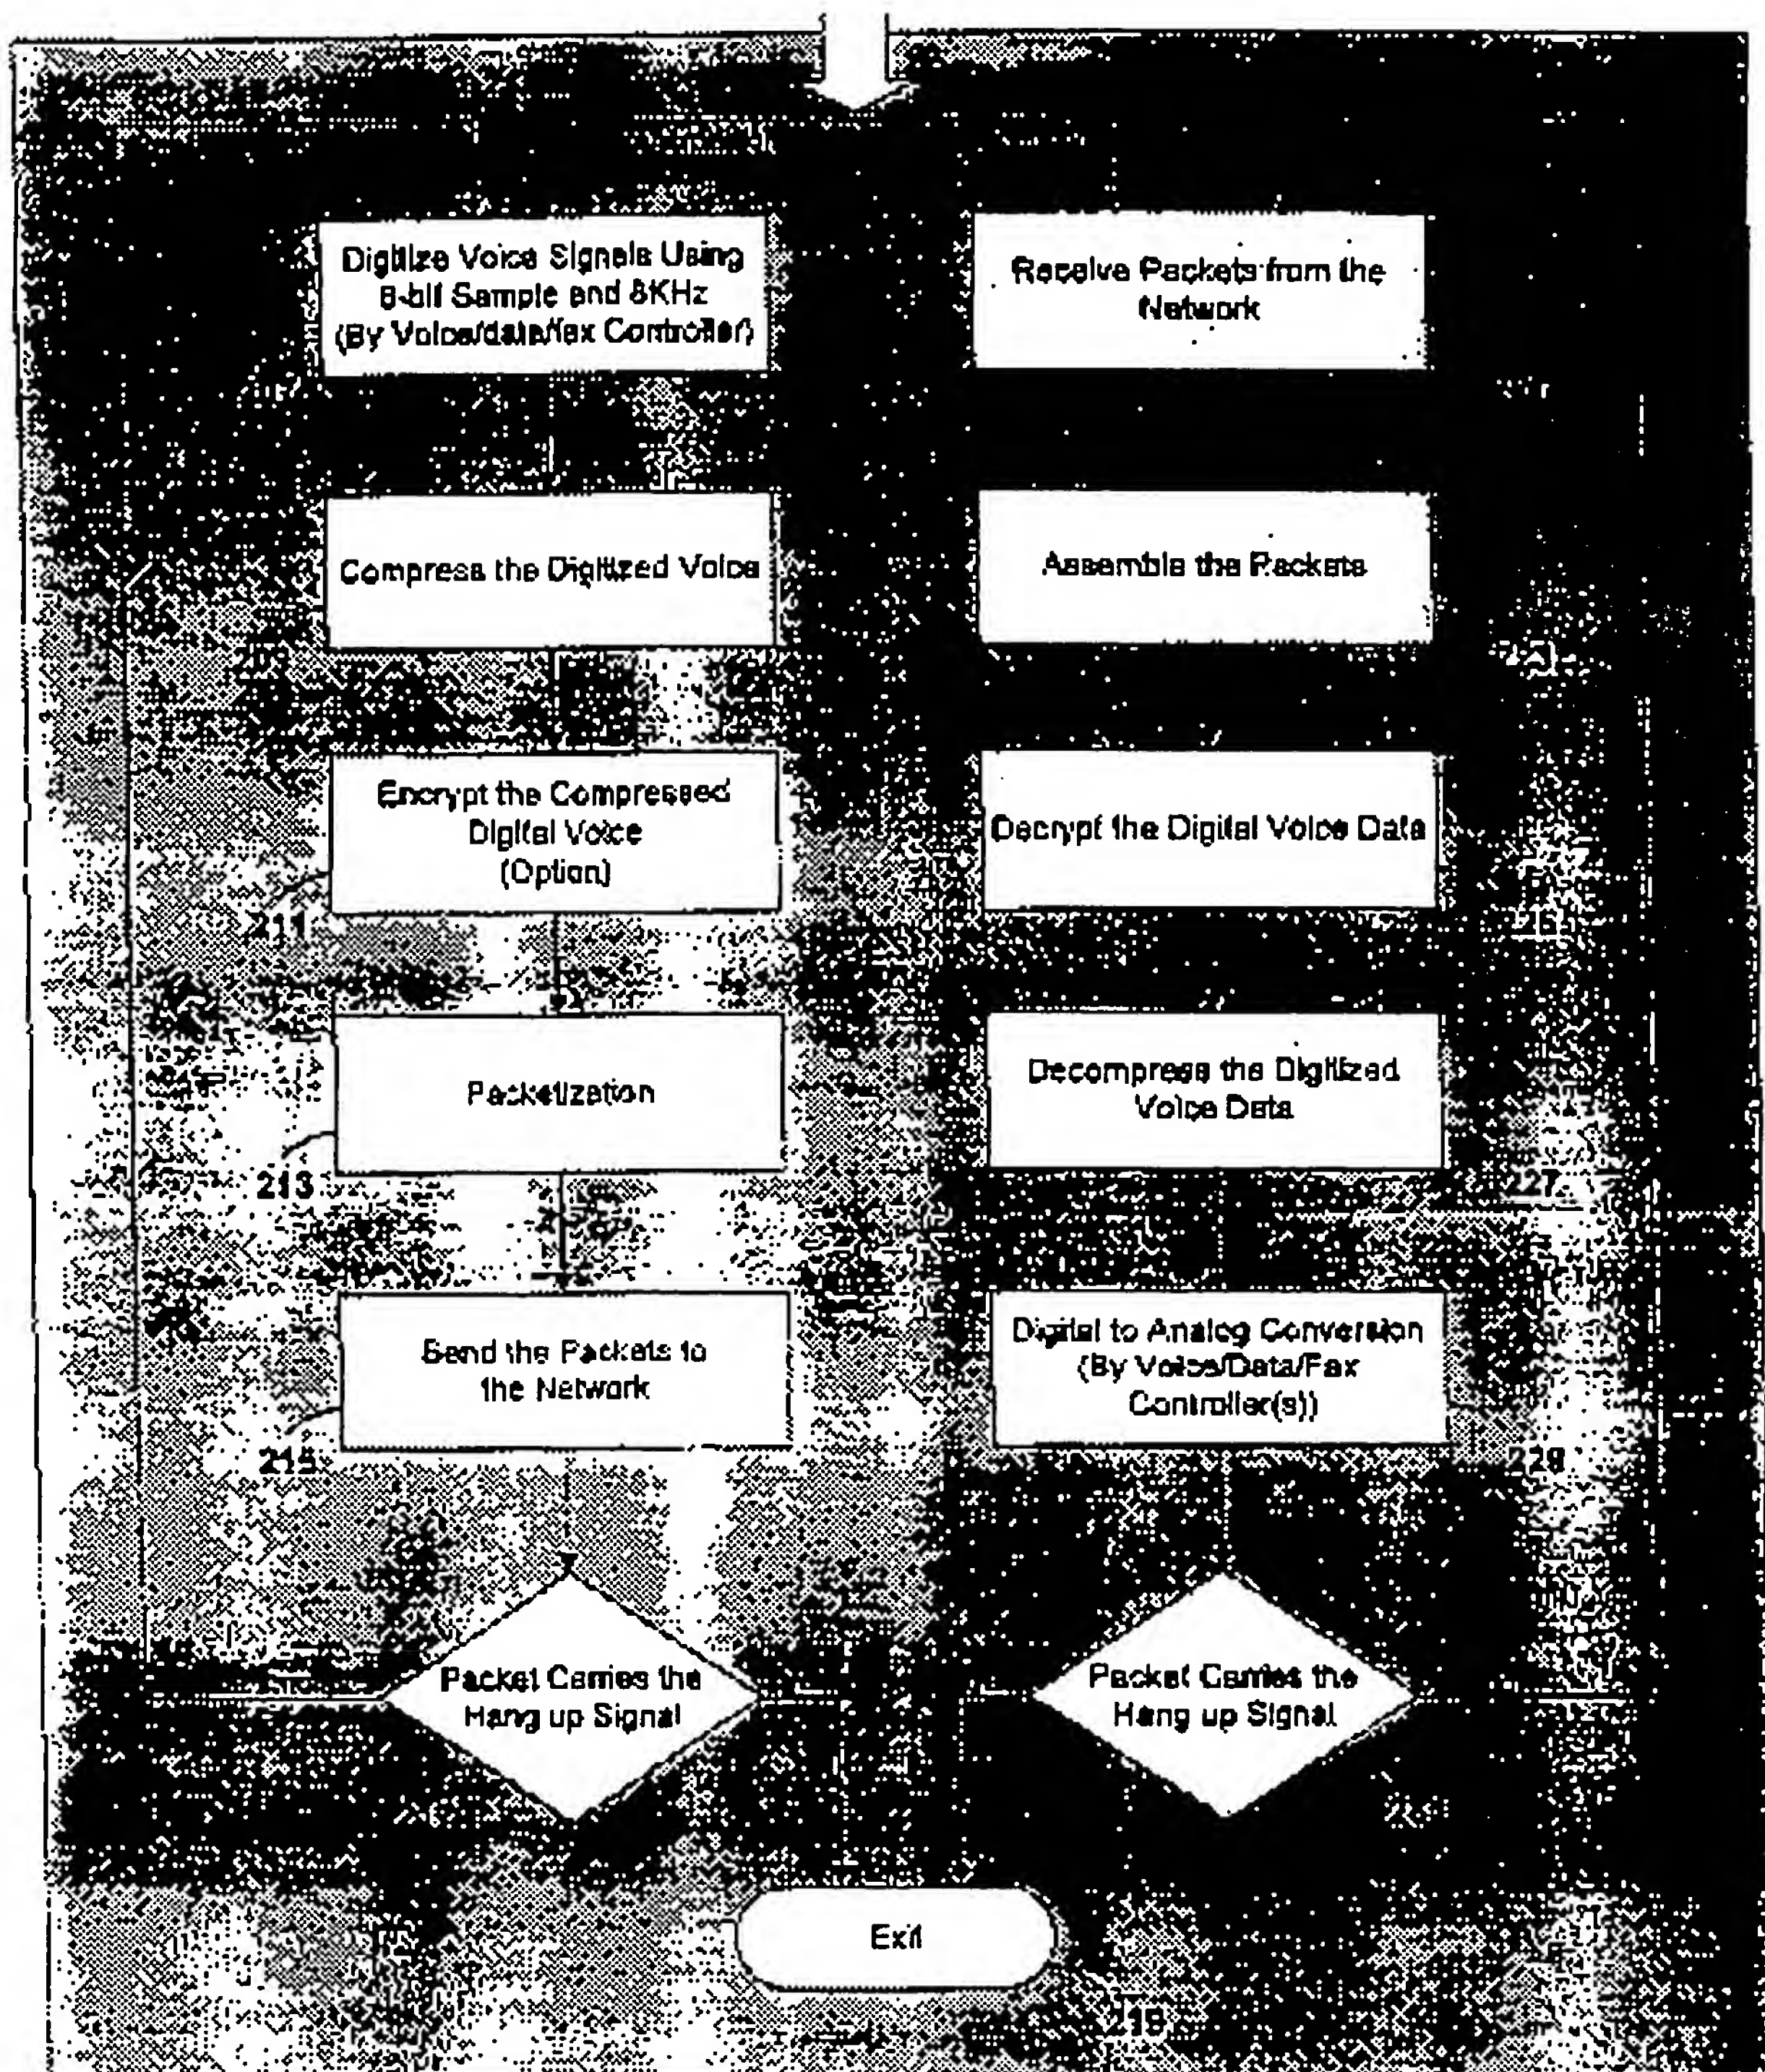 Digitize Voice Signals Using
8-bit Sample and 8KHz
(By Voice/data/fax Controller)
Compress the Digitized Voice
Encrypt the Compressed
Digital Voice
(Option)
211
Packetization
213
Send the Packets to
the Network
215
Packet Carries the
Hang up Signal
Receive Packets from the
Network
Assemble the Packets
Decrypt the Digital Voice Data
Decompress the Digitized
Voice Data
227
Digital to Analog Conversion
(By Voice/Data/Fax
Controller(s))
229
Packet Carries the
Hang up Signal
Exit
219